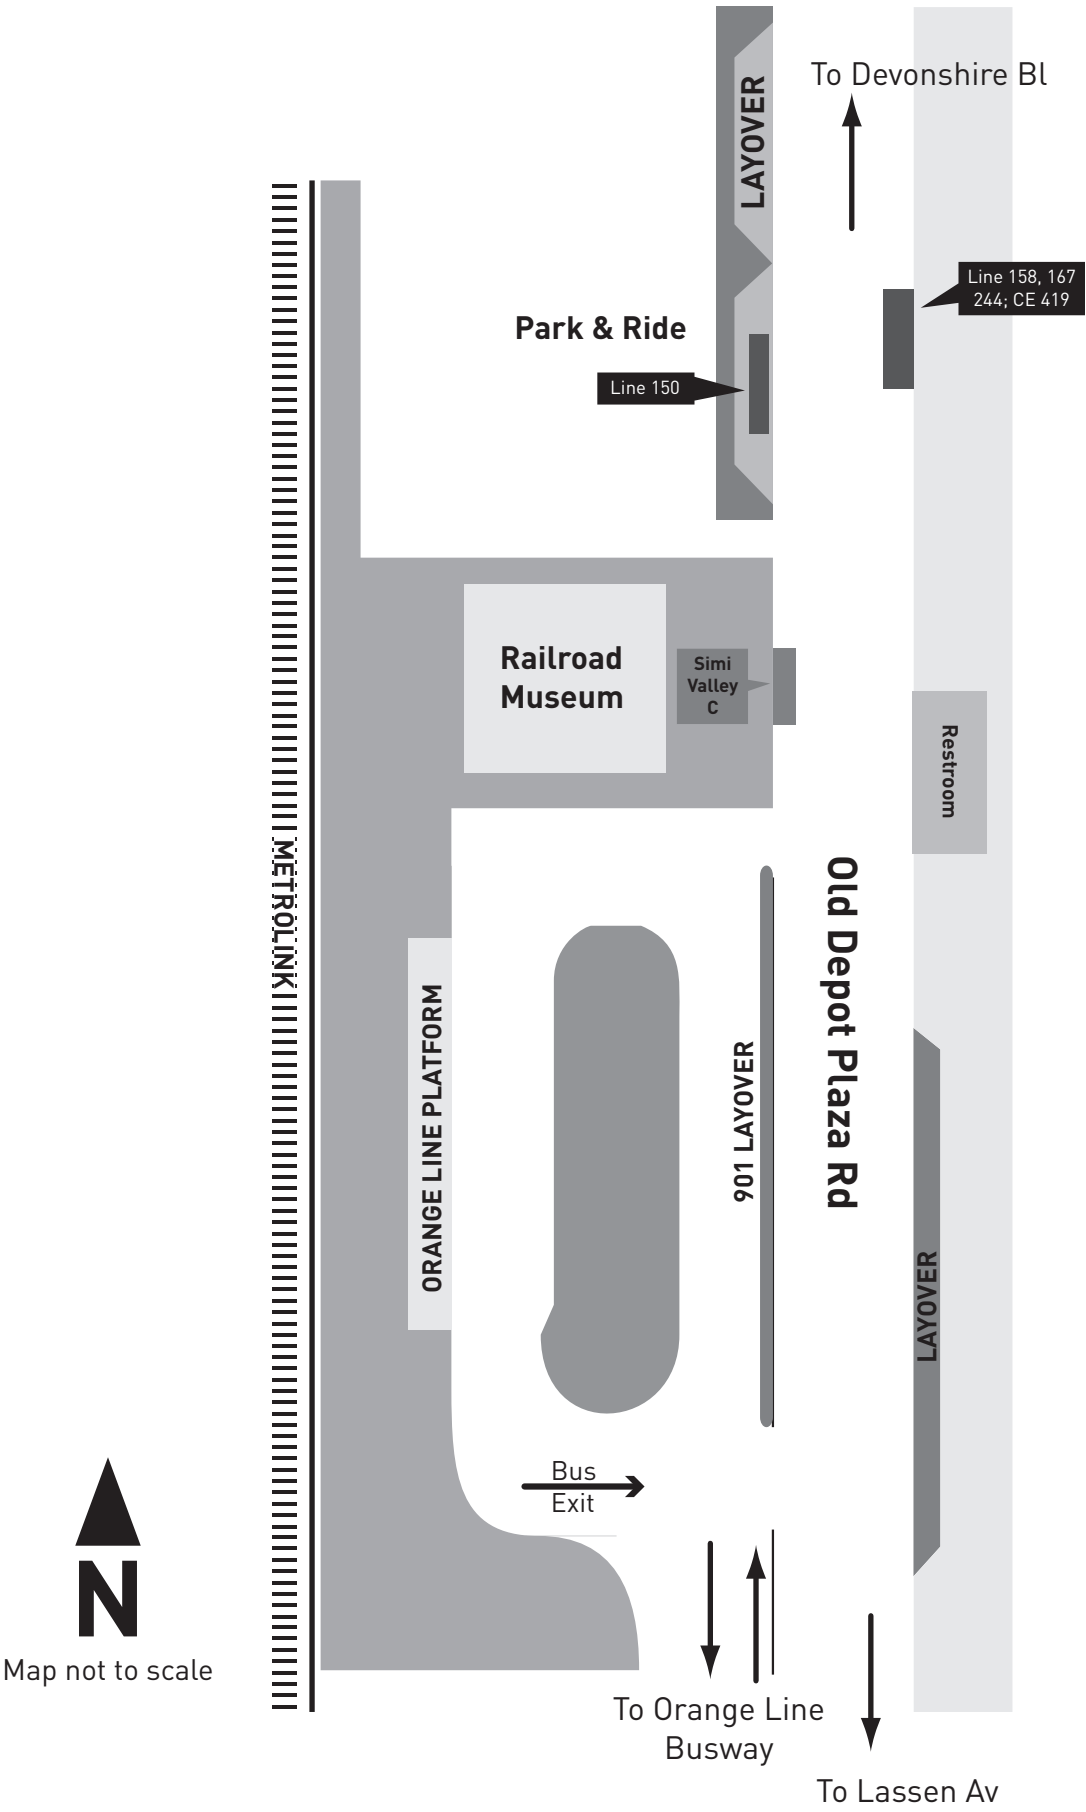 To Devonshire Bl
LAYOVER
Line 158, 167
244; CE 419
Park & Ride
Line 150
Railroad
Museum
Simi
Valley
C
Restroom
METROLINK
Old Depot Plaza Rd
ORANGE LINE PLATFORM
901 LAYOVER
LAYOVER
Bus
Exit
N
Map not to scale
To Orange Line
Busway
To Lassen Av